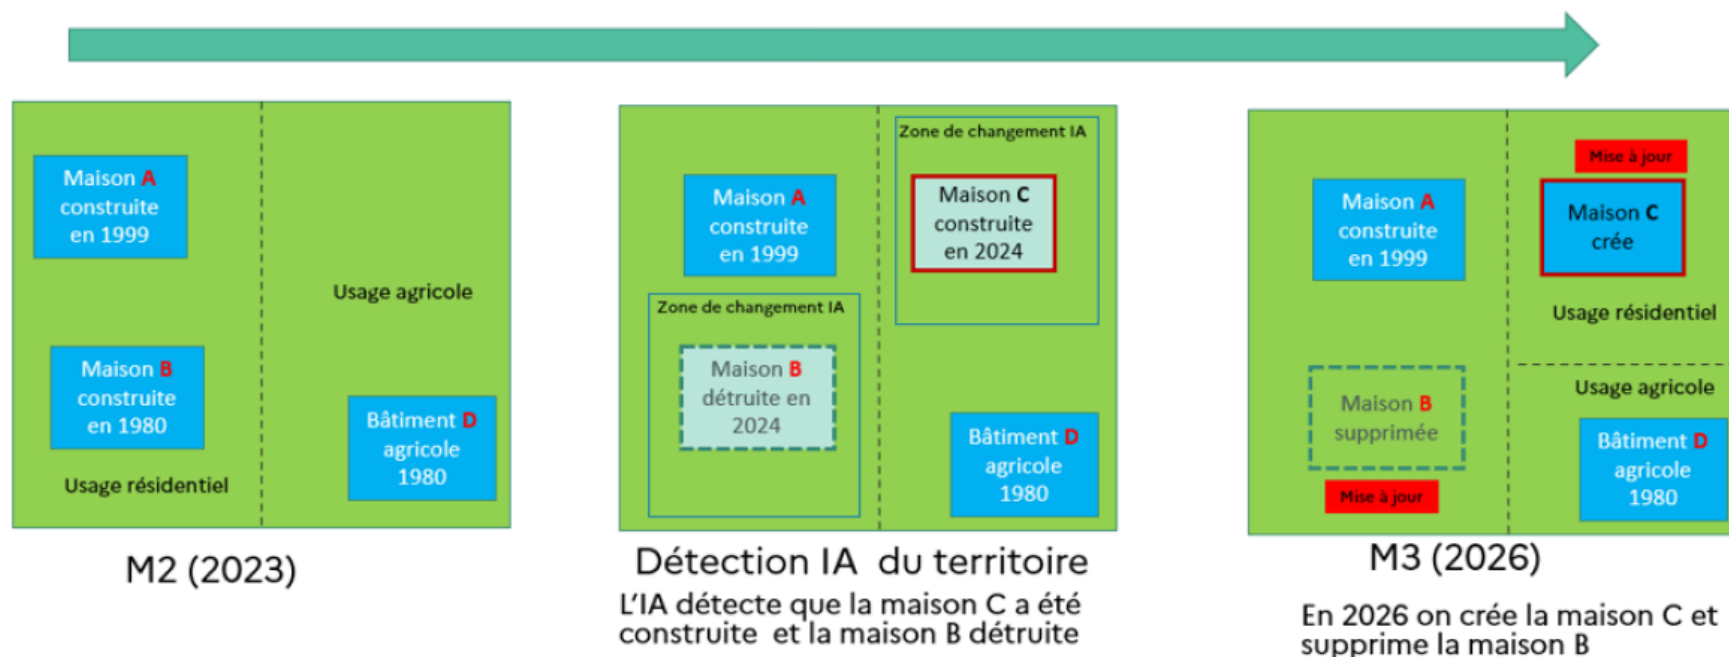 Maison A
construite
en 1999
Usage agricole
Maison B
construite
en 1980
Bâtiment D
agricole
1980
Usage résidentiel
M2 (2023)
Zone de changement IA
Maison C
construite
en 2024
Maison A
construite
en 1999
Zone de changement IA
Maison B
détruite en
2024
Bâtiment D
agricole
1980
Détection IA du territoire
L'IA détecte que la maison C a été
construite et la maison B détruite
Mise à jour
Maison A
construite
en 1999
Maison C
crée
Usage résidentiel
Usage agricole
Maison B
supprimée
Mise à jour
Bâtiment D
agricole
1980
M3 (2026)
En 2026 on crée la maison C et
supprime la maison B